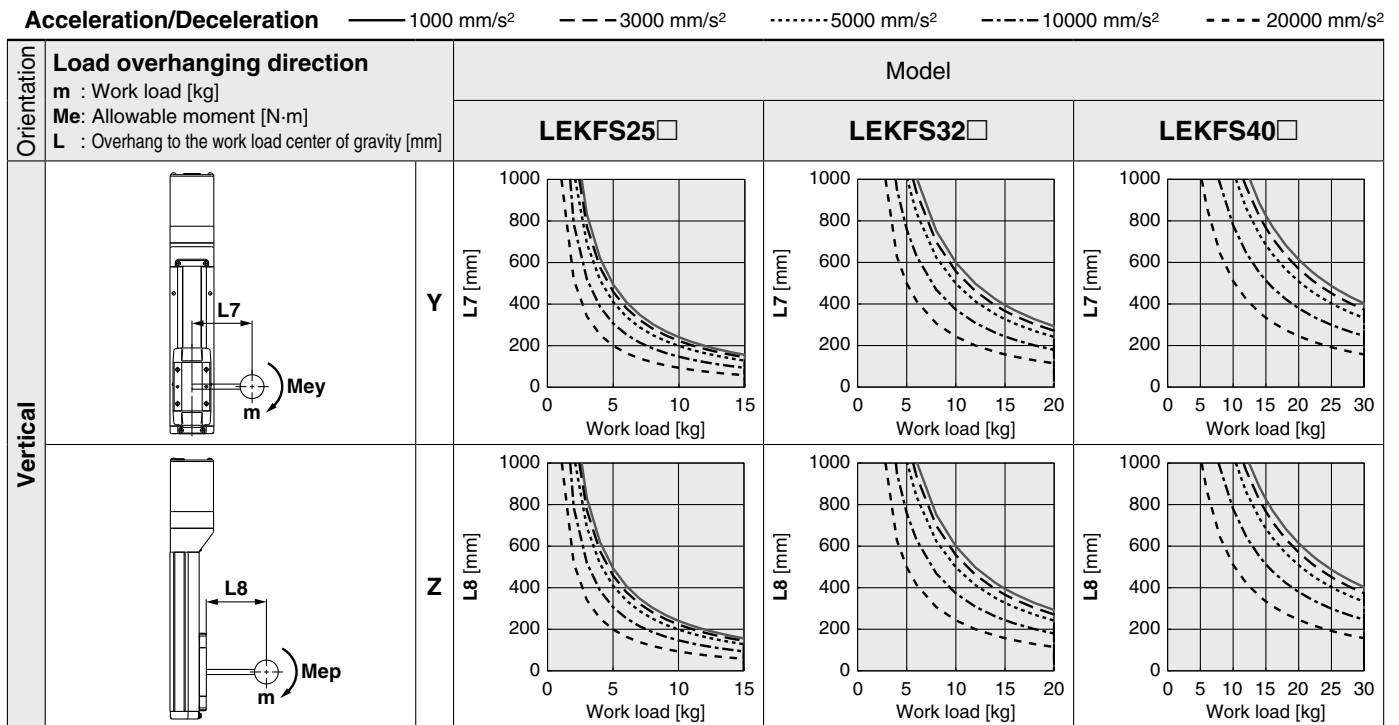 Acceleration/Deceleration 1000 mm/s² 3000 mm/s² 5000 mm/s² 10000 mm/s² 20000 mm/s²
Orientation
Load overhanging direction
m : Work load [kg]
Me: Allowable moment [N·m]
L : Overhang to the work load center of gravity [mm]
Model
LEKFS25□ LEKFS32□ LEKFS40□
Vertical
L7
Mey
m
Y
L7 [mm]
1000
800
600
400
200
0
0 5 10 15
Work load [kg]
L7 [mm]
1000
800
600
400
200
0
0 5 10 15 20
Work load [kg]
L7 [mm]
1000
800
600
400
200
0
0 5 10 15 20 25 30
Work load [kg]
L8
Mep
m
Z
L8 [mm]
1000
800
600
400
200
0
0 5 10 15
Work load [kg]
L8 [mm]
1000
800
600
400
200
0
0 5 10 15 20
Work load [kg]
L8 [mm]
1000
800
600
400
200
0
0 5 10 15 20 25 30
Work load [kg]